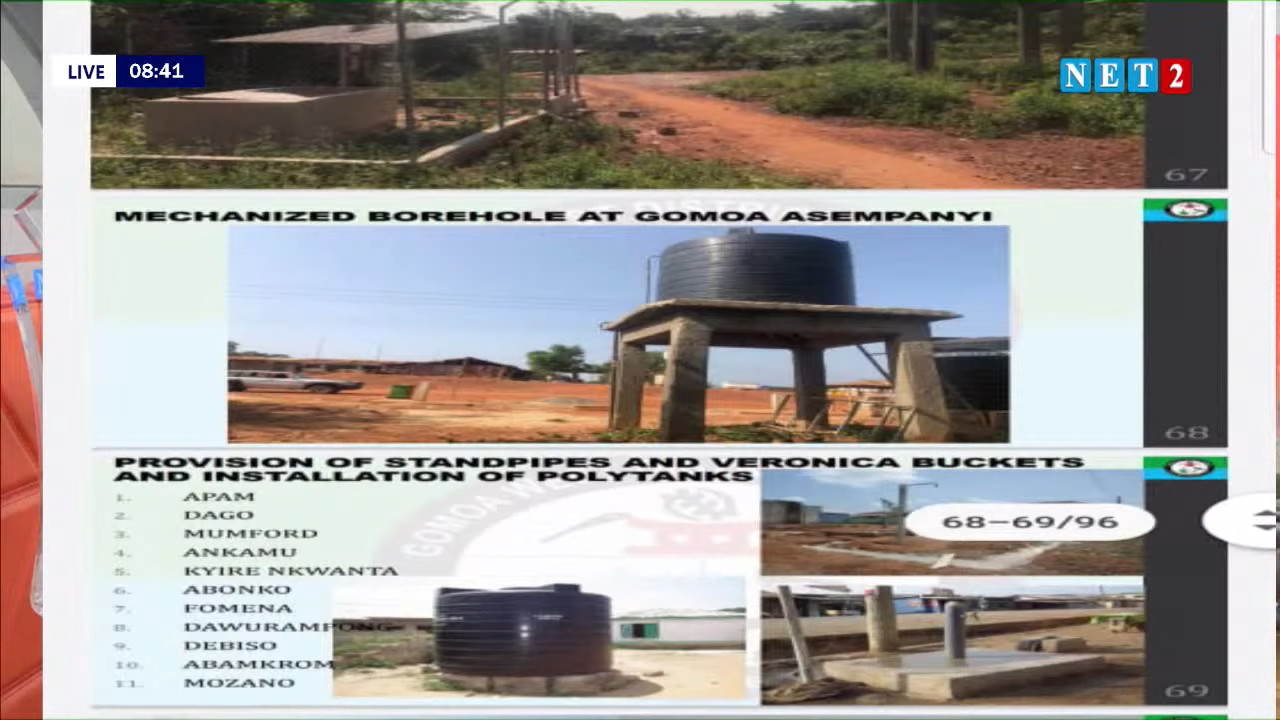 LIVE 08:41
NET2
67
MECHANIZED BOREHOLE AT GOMOA ASEMPANYI
68
PROVISION OF STANDPIPES AND VERONICA BUCKETS
AND INSTALLATION OF POLYTANKS
1. APAM
2. DAGO
3. MUMFORD
4. ANKAMU
5. KYIRE NKWANTA
6. ABONKO
7. FOMENA
8. DAWURAMPONG
9. DEBISO
10. ABAMKROM
11. MOZANO
68-69/96
GOMOA
69